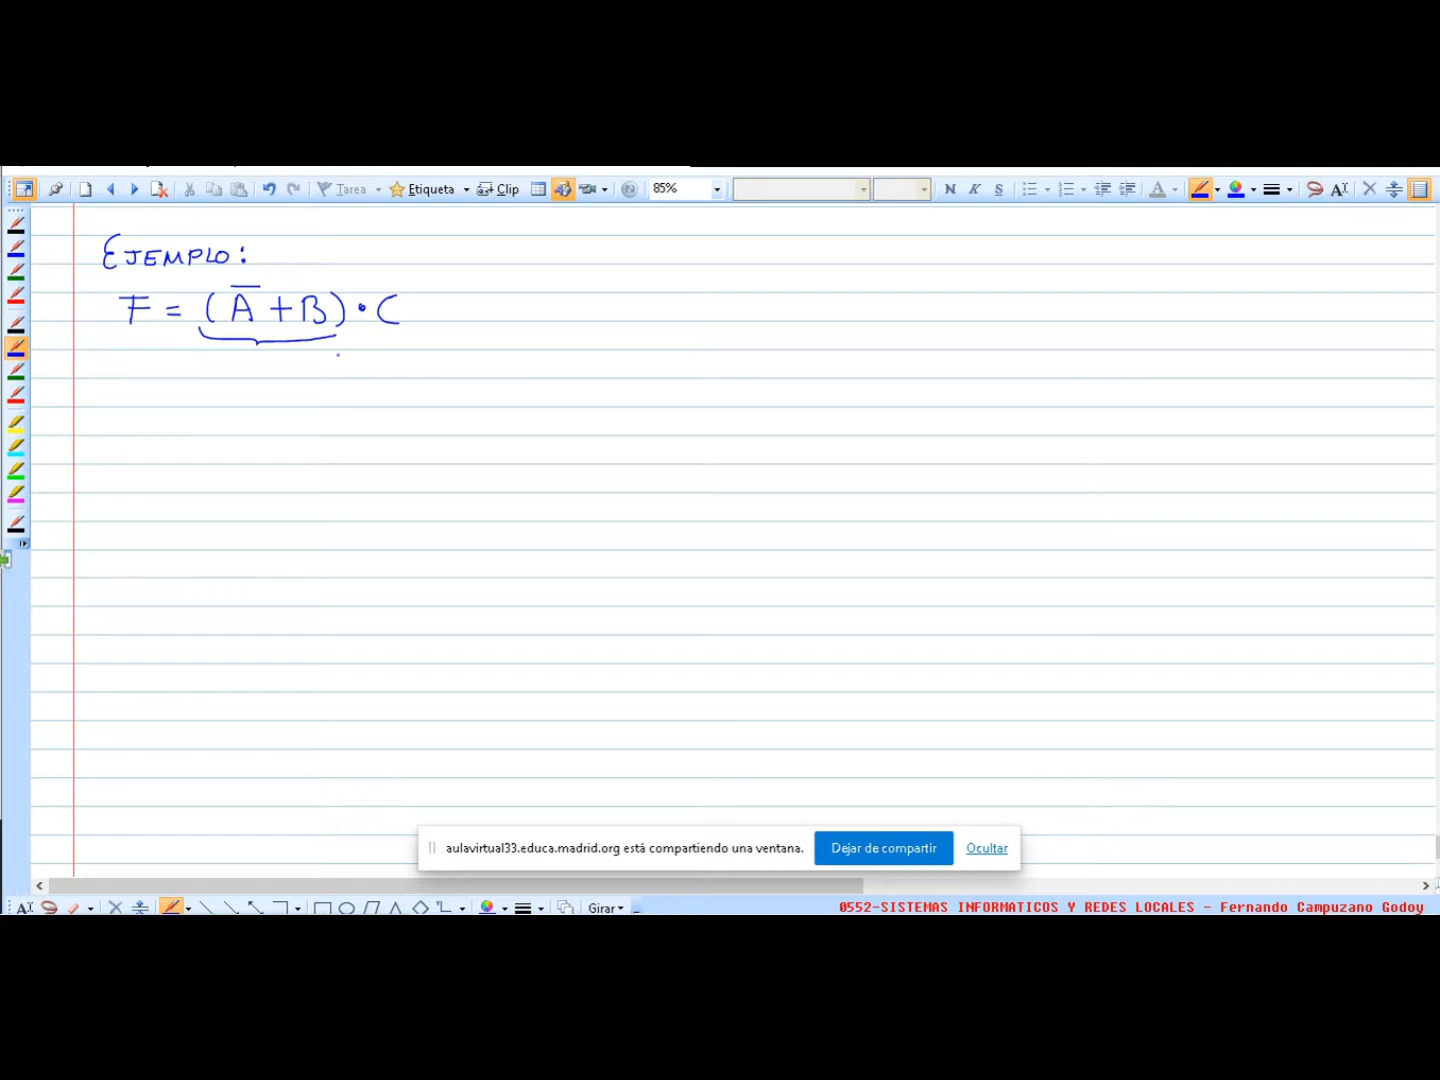 Tarea Etiqueta Clip 85% N K S
EJEMPLO:
F = (A̅ + B) • C
aulavirtual33.educa.madrid.org está compartiendo una ventana. Dejar de compartir Ocultar
Girar 0552-SISTEMAS INFORMATICOS Y REDES LOCALES - Fernando Campuzano Godoy